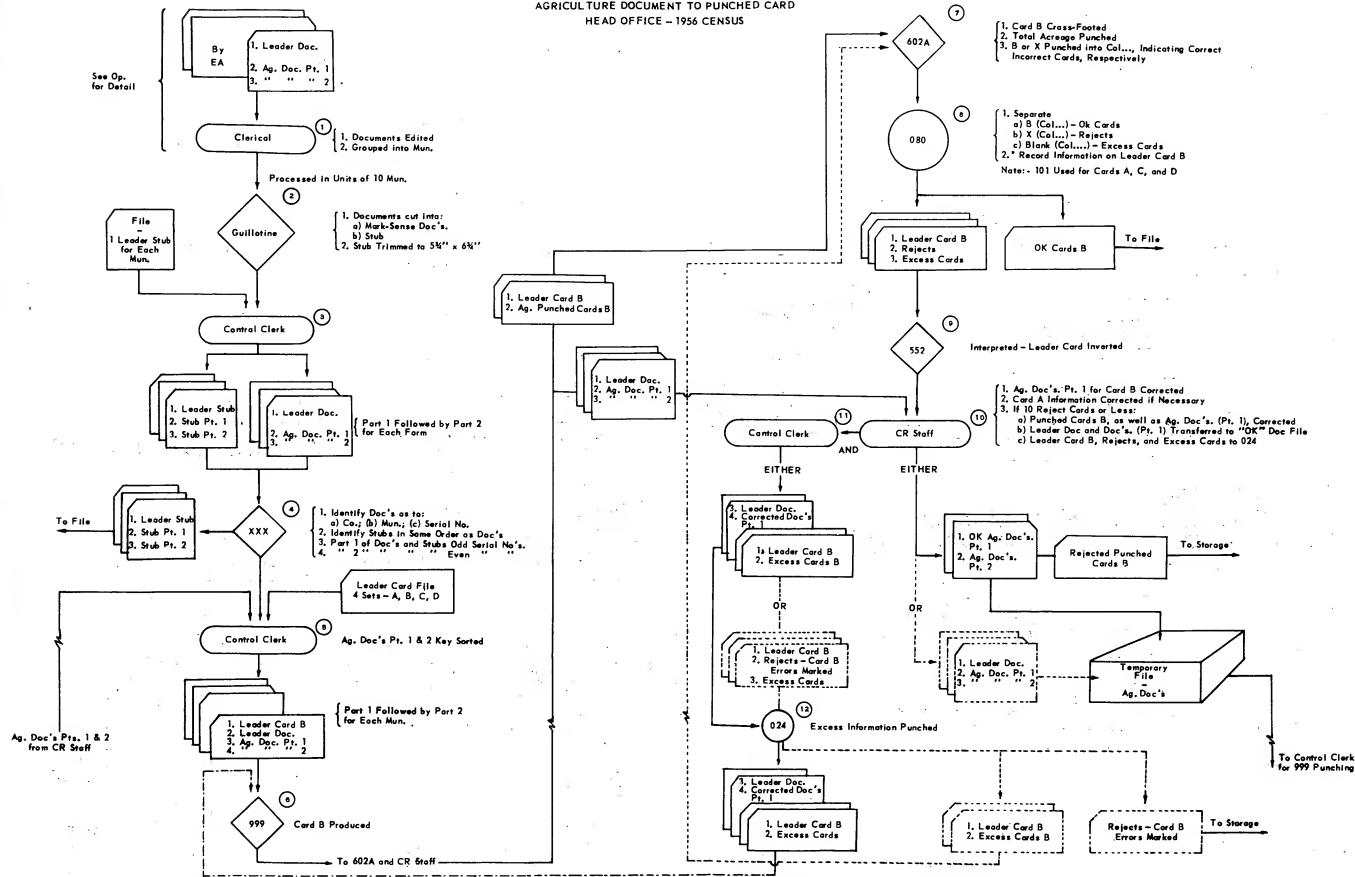 AGRICULTURE DOCUMENT TO PUNCHED CARD
HEAD OFFICE – 1956 CENSUS
See Op.
for Detail
By
EA
1. Leader Doc.
2. Ag. Doc. Pt. 1
3. “ “ “ 2
Clerical
1
1. Documents Edited
2. Grouped into Mun.
Processed in Units of 10 Mun.
2
Guillotine
1. Documents cut into:
a) Mark-Sense Doc's.
b) Stub
2. Stub Trimmed to 5¾'' x 6¾''
File
–
1 Leader Stub
for Each
Mun.
Control Clerk
3
1. Leader Stub
2. Stub Pt. 1
3. Stub Pt. 2
1. Leader Doc.
2. Ag. Doc. Pt. 1
3. “ “ “ 2
Part 1 Followed by Part 2
for Each Form
To File
1. Leader Stub
2. Stub Pt. 1
3. Stub Pt. 2
XXX
4
1. Identify Doc's as to:
a) Co.; (b) Mun.; (c) Serial No.
2. Identify Stubs in Same Order as Doc's
3. Part 1 of Doc's and Stubs Odd Serial No's.
4. “ 2 “ “ “ “ Even “ “
Leader Card File
4 Sets – A, B, C, D
Control Clerk
5
Ag. Doc's Pt. 1 & 2 Key Sorted
1. Leader Card B
2. Leader Doc.
3. Ag. Doc. Pt. 1
4. “ “ “ 2
Part 1 Followed by Part 2
for Each Mun.
Ag. Doc's Pts. 1 & 2
from CR Staff
999
6
Card B Produced
To 602A and CR Staff
1. Leader Card B
2. Ag. Punched Cards B
1. Leader Doc.
2. Ag. Doc. Pt. 1
3. “ “ “ 2
7
602A
1. Card B Cross-Footed
2. Total Acreage Punched
3. B or X Punched into Col..., Indicating Correct
Incorrect Cards, Respectively
8
080
1. Separate
a) B (Col...) – Ok Cards
b) X (Col...) – Rejects
c) Blank (Col....) – Excess Cards
2.* Record Information on Leader Card B
Note: - 101 Used for Cards A, C, and D
1. Leader Card B
2. Rejects
3. Excess Cards
OK Cards B
To File
9
552
Interpreted – Leader Card Inverted
10
CR Staff
1. Ag. Doc's. Pt. 1 for Card B Corrected
2. Card A Information Corrected if Necessary
3. If 10 Reject Cards or Less:
a) Punched Cards B, as well as Ag. Doc's. (Pt. 1), Corrected
b) Leader Doc and Doc's. (Pt. 1) Transferred to “OK” Doc File
c) Leader Card B, Rejects, and Excess Cards to 024
11
Control Clerk
AND
EITHER
EITHER
3. Leader Doc.
4. Corrected Doc's
Pt. 1
1. Leader Card B
2. Excess Cards B
OR
1. Leader Card B
2. Rejects – Card B
Errors Marked
3. Excess Cards
1. OK Ag. Doc's.
Pt. 1
2. Ag. Doc's.
Pt. 2
Rejected Punched
Cards B
To Storage
OR
1. Leader Doc.
2. Ag. Doc. Pt. 1
3. “ “ “ 2
Temporary
File
–
Ag. Doc's
To Control Clerk
for 999 Punching
12
024
Excess Information Punched
3. Leader Doc.
4. Corrected Doc's
Pt. 1
1. Leader Card B
2. Excess Cards
1. Leader Card B
2. Excess Cards B
Rejects – Card B
Errors Marked
To Storage